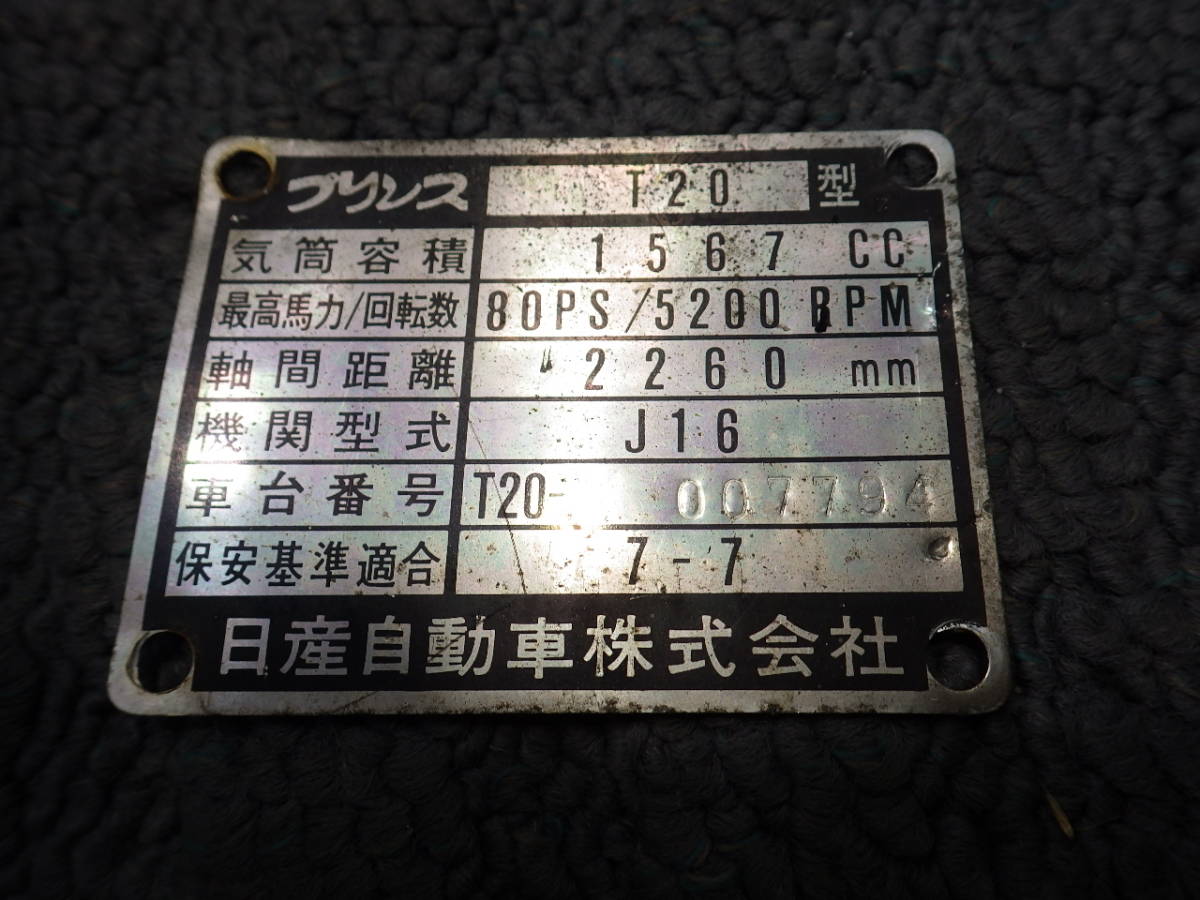 プリンス T20 型
気筒容積 1567 CC
最高馬力/回転数 80PS/5200 RPM
軸間距離 2260 mm
機関型式 J16
車台番号 T20- 007794
保安基準適合 7-7
日産自動車株式会社